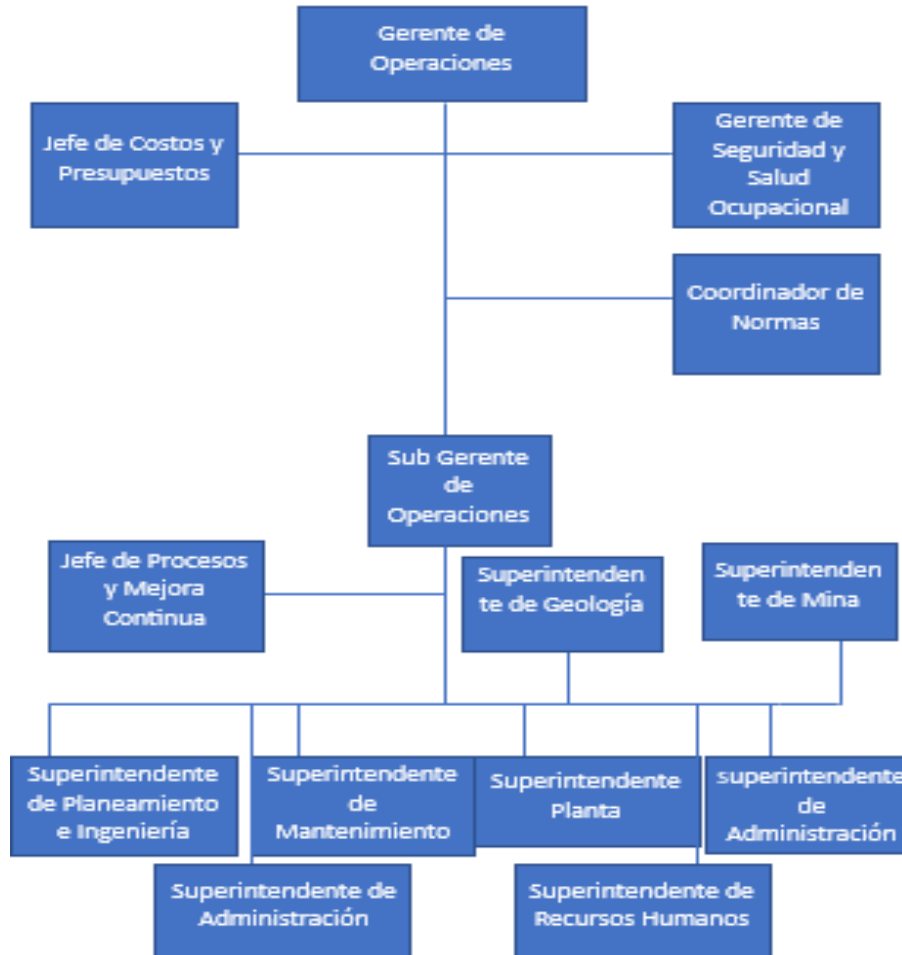 Gerente de
Operaciones
Jefe de Costos y
Presupuestos
Gerente de
Seguridad y
Salud
Ocupacional
Coordinador de
Normas
Sub Gerente
de
Operaciones
Jefe de Procesos
y Mejora
Continua
Superintenden
te de Geología
Superintenden
te de Mina
Superintendente
de Planeamiento
e Ingeniería
Superintendente
de
Mantenimiento
Superintendente
Planta
superintendente
de
Administración
Superintendente de
Administración
Superintendente de
Recursos Humanos